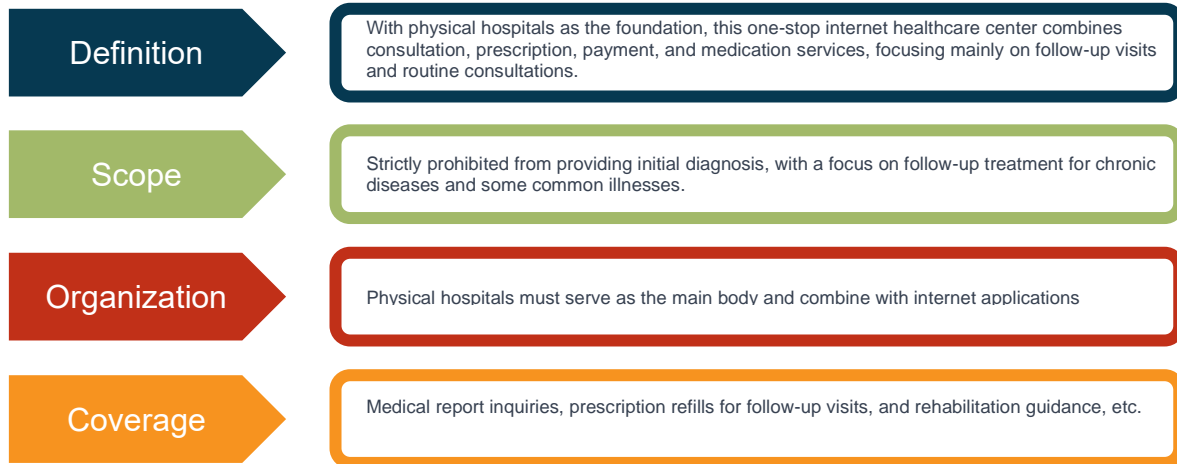 Definition
With physical hospitals as the foundation, this one-stop internet healthcare center combines
consultation, prescription, payment, and medication services, focusing mainly on follow-up visits
and routine consultations.
Scope
Strictly prohibited from providing initial diagnosis, with a focus on follow-up treatment for chronic
diseases and some common illnesses.
Organization
Physical hospitals must serve as the main body and combine with internet applications
Coverage
Medical report inquiries, prescription refills for follow-up visits, and rehabilitation guidance, etc.